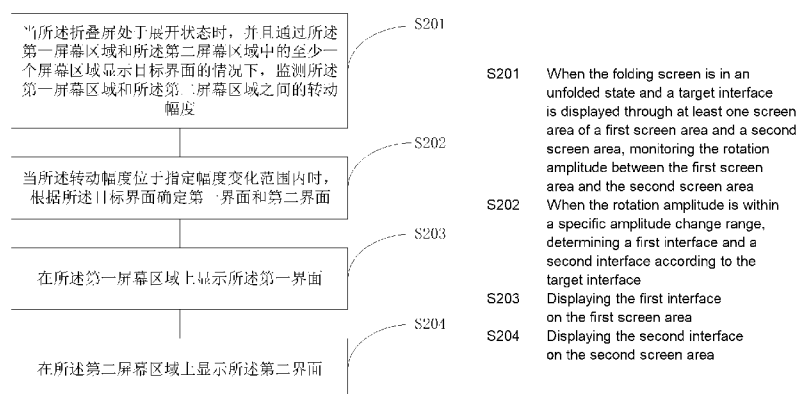 当所述折叠屏处于展开状态时，并且通过所述
第一屏幕区域和所述第二屏幕区域中的至少一
个屏幕区域显示目标界面的情况下，监测所述
第一屏幕区域和所述第二屏幕区域之间的转动
幅度
S201
当所述转动幅度位于指定幅度变化范围内时，
根据所述目标界面确定第一界面和第二界面
S202
在所述第一屏幕区域上显示所述第一界面
S203
在所述第二屏幕区域上显示所述第二界面
S204
S201 When the folding screen is in an
unfolded state and a target interface
is displayed through at least one screen
area of a first screen area and a second
screen area, monitoring the rotation
amplitude between the first screen
area and the second screen area
S202 When the rotation amplitude is within
a specific amplitude change range,
determining a first interface and a
second interface according to the
target interface
S203 Displaying the first interface
on the first screen area
S204 Displaying the second interface
on the second screen area